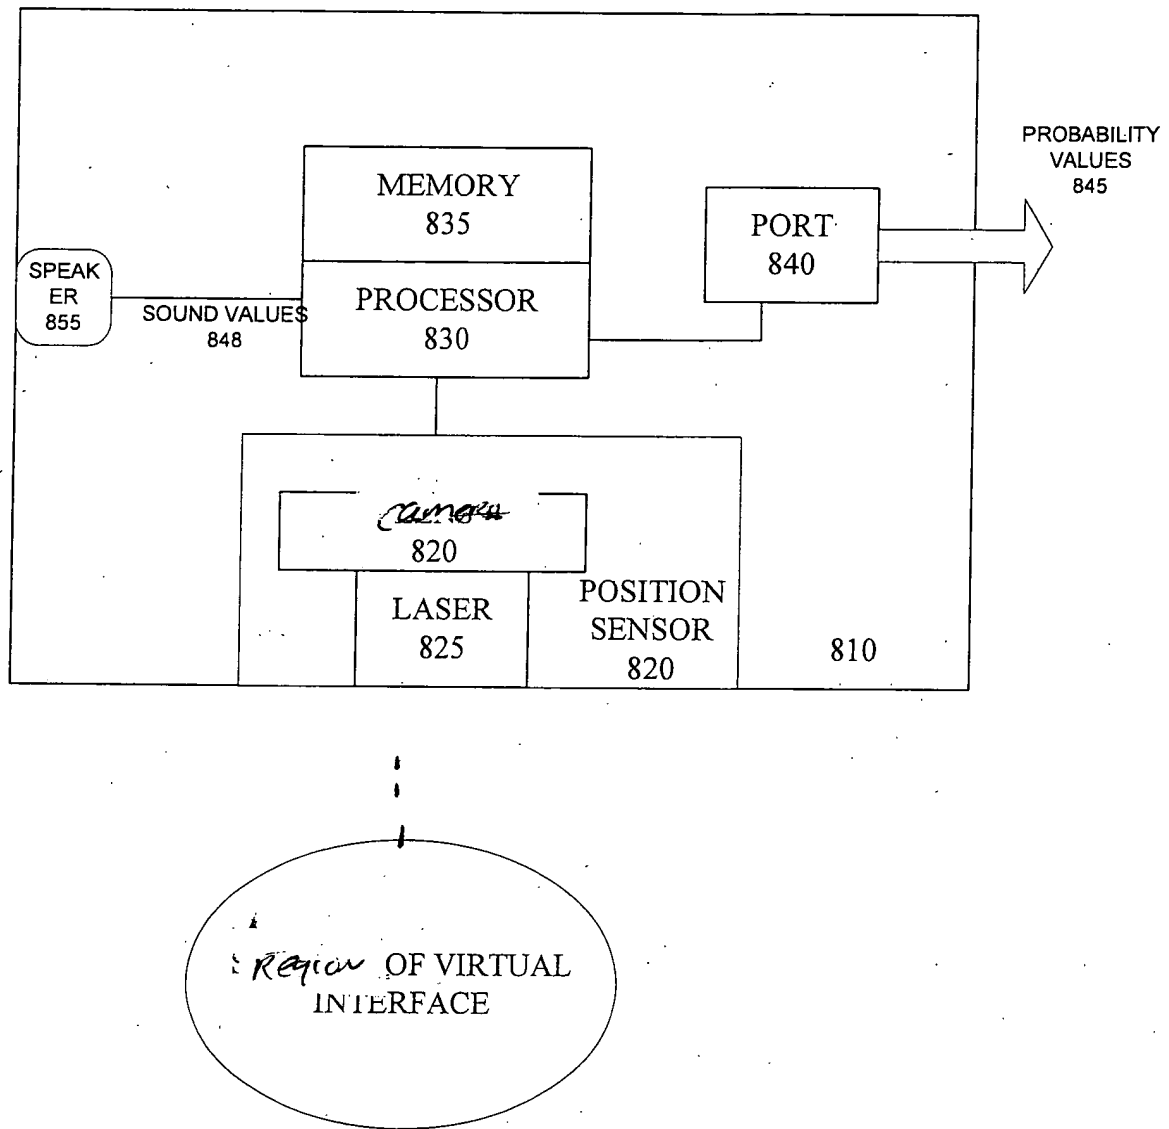 PROBABILITY
VALUES
845
MEMORY
835
PORT
840
SPEAK
ER
855
SOUND VALUES
848
PROCESSOR
830
camera
820
LASER
825
POSITION
SENSOR
820
810
Region OF VIRTUAL
INTERFACE